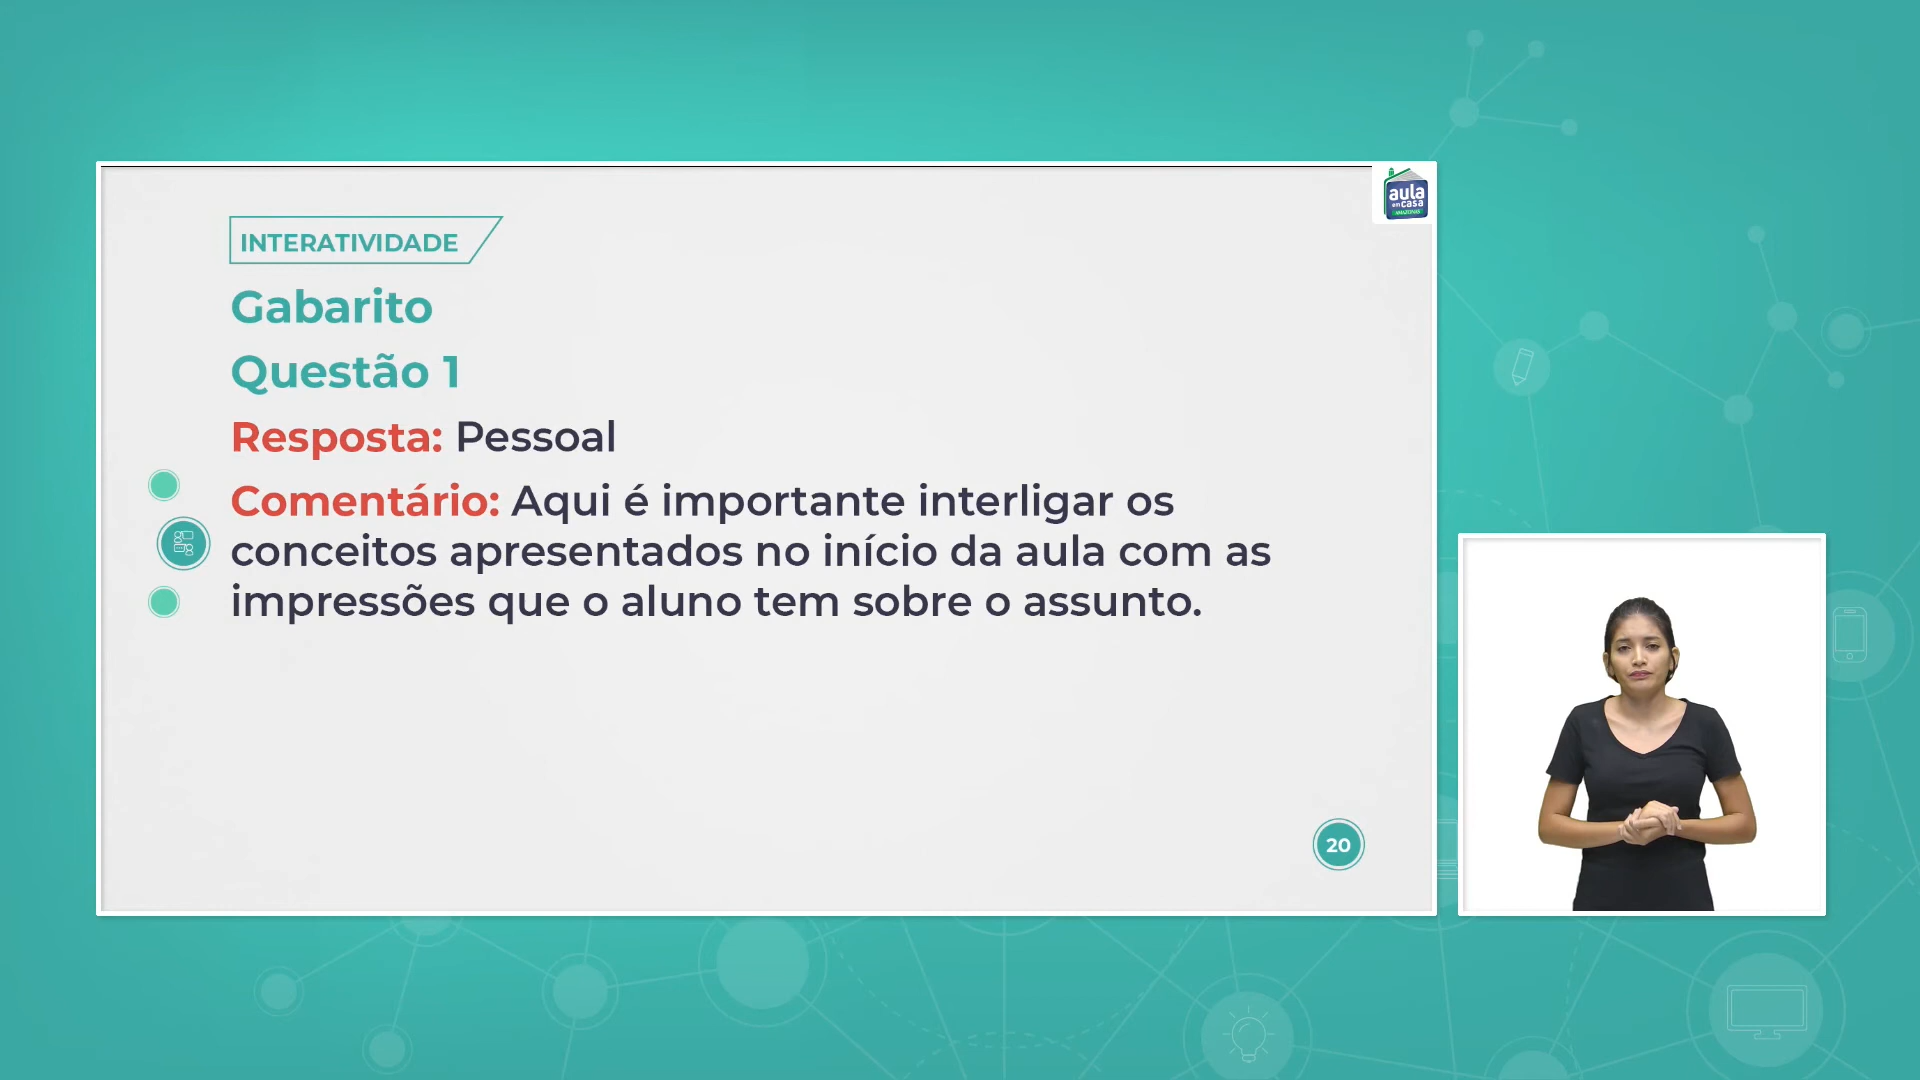 aula
em casa
AMAZONAS
INTERATIVIDADE
Gabarito
Questão 1
Resposta: Pessoal
Comentário: Aqui é importante interligar os
conceitos apresentados no início da aula com as
impressões que o aluno tem sobre o assunto.
20